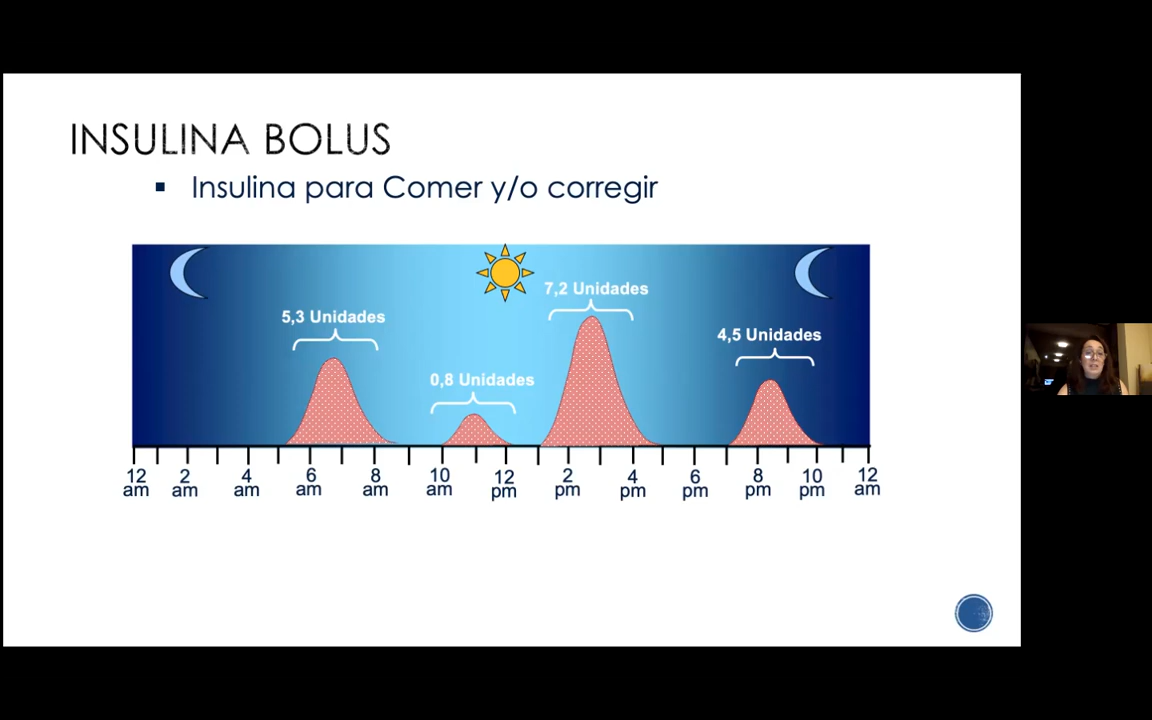 INSULINA BOLUS
▪ Insulina para Comer y/o corregir
7,2 Unidades
5,3 Unidades
4,5 Unidades
0,8 Unidades
12 am 2 am 4 am 6 am 8 am 10 am 12 pm 2 pm 4 pm 6 pm 8 pm 10 pm 12 am